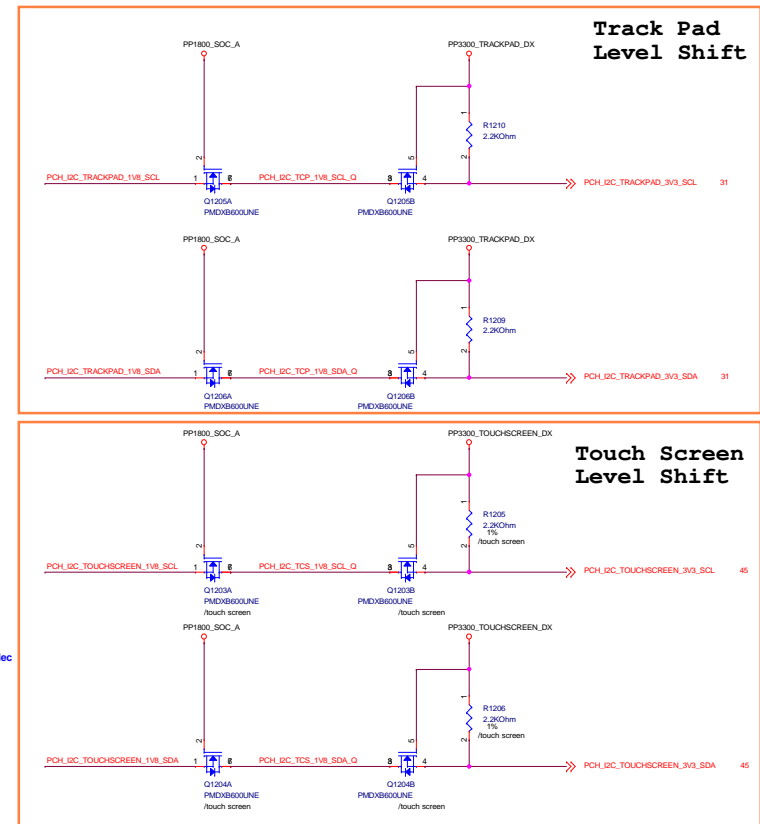 Track Pad
Level Shift
PP1800_SOC_A
PP3300_TRACKPAD_DX
1
R1210
2.2KOhm
2
2
5
PCH_I2C_TRACKPAD_1V8_SCL
1
PCH_I2C_TCP_1V8_SCL_Q
4
PCH_I2C_TRACKPAD_3V3_SCL
31
Q1205A
PMDXB600UNE
Q1205B
PMDXB600UNE
PP1800_SOC_A
PP3300_TRACKPAD_DX
1
R1209
2.2KOhm
2
2
5
PCH_I2C_TRACKPAD_1V8_SDA
1
PCH_I2C_TCP_1V8_SDA_Q
4
PCH_I2C_TRACKPAD_3V3_SDA
31
Q1206A
PMDXB600UNE
Q1206B
PMDXB600UNE
Touch Screen
Level Shift
PP1800_SOC_A
PP3300_TOUCHSCREEN_DX
1
R1205
2.2KOhm
1%
/touch screen
2
2
5
PCH_I2C_TOUCHSCREEN_1V8_SCL
1
PCH_I2C_TCS_1V8_SCL_Q
4
PCH_I2C_TOUCHSCREEN_3V3_SCL
45
Q1203A
PMDXB600UNE
/touch screen
Q1203B
PMDXB600UNE
/touch screen
PP1800_SOC_A
PP3300_TOUCHSCREEN_DX
1
R1206
2.2KOhm
1%
/touch screen
2
2
5
PCH_I2C_TOUCHSCREEN_1V8_SDA
1
PCH_I2C_TCS_1V8_SDA_Q
4
PCH_I2C_TOUCHSCREEN_3V3_SDA
45
Q1204A
PMDXB600UNE
/touch screen
Q1204B
PMDXB600UNE
/touch screen